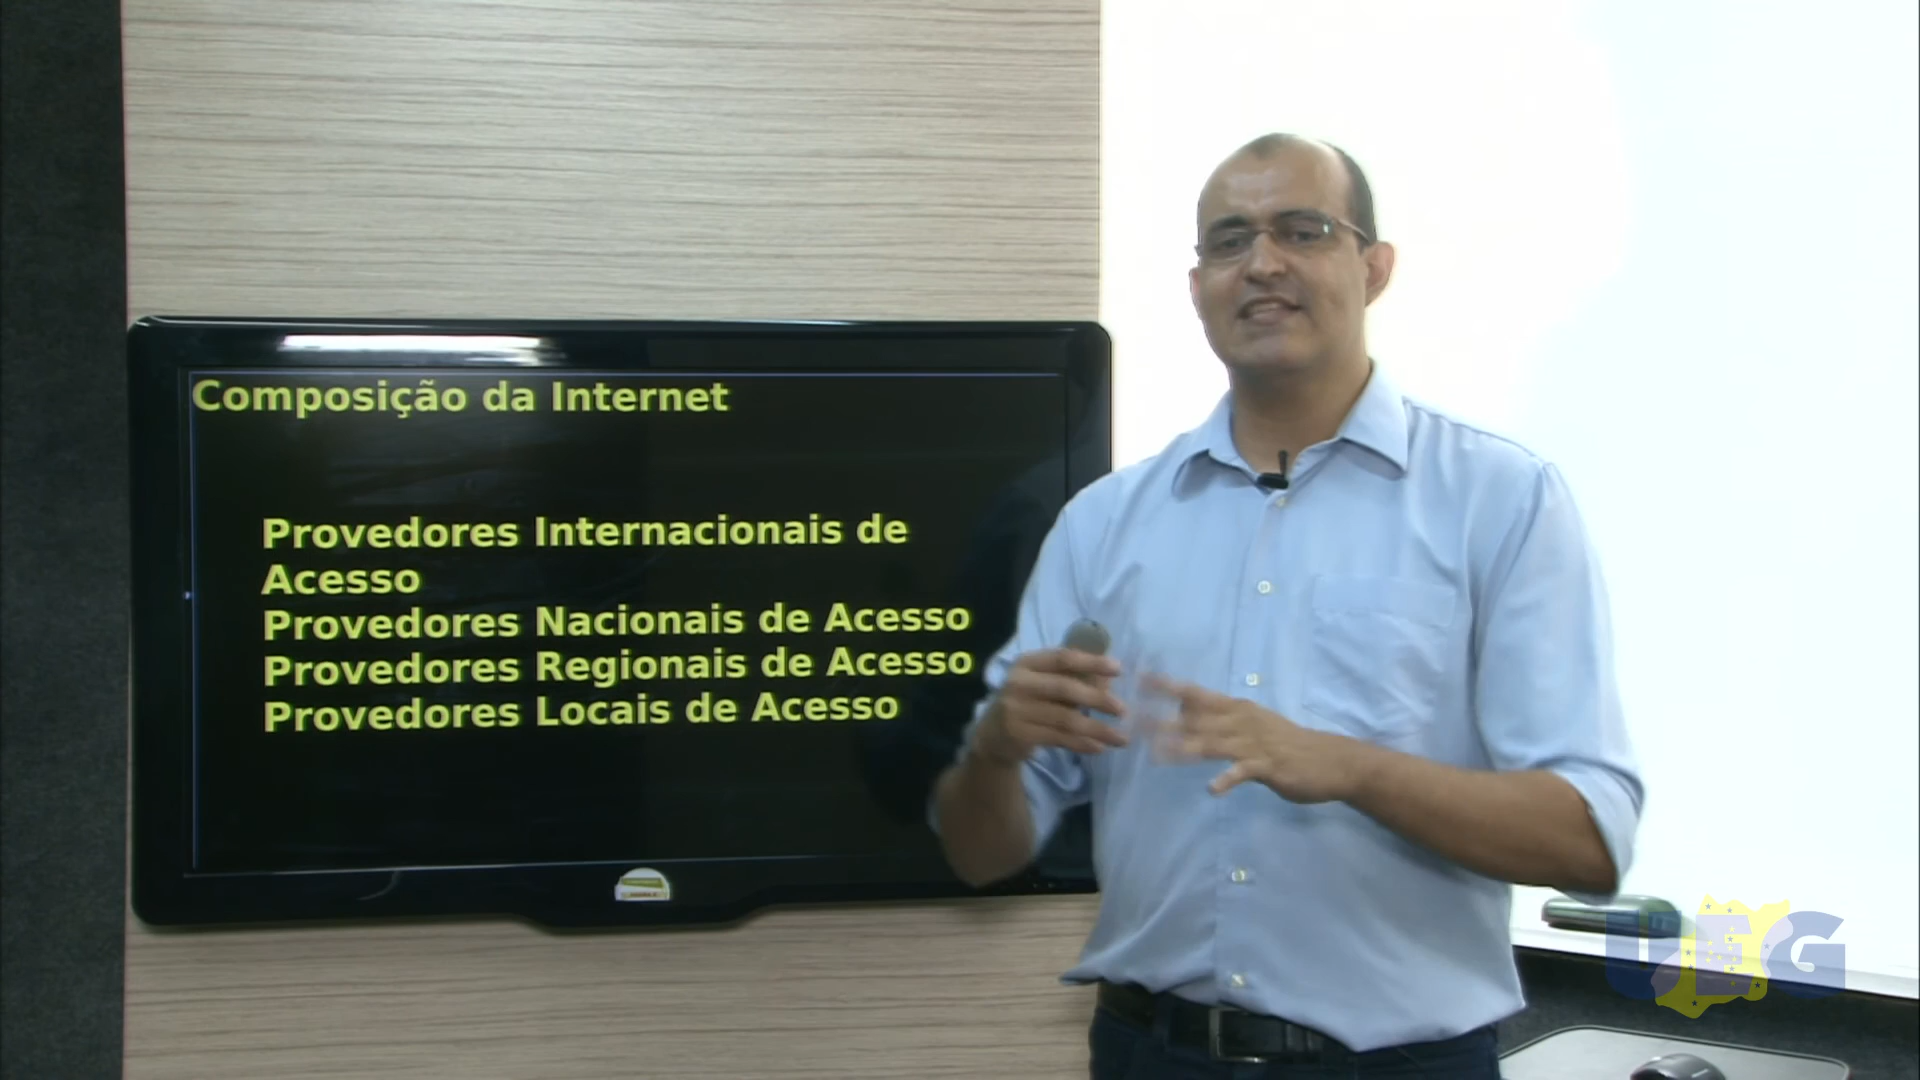 Composição da Internet
Provedores Internacionais de
Acesso
Provedores Nacionais de Acesso
Provedores Regionais de Acesso
Provedores Locais de Acesso
UEG